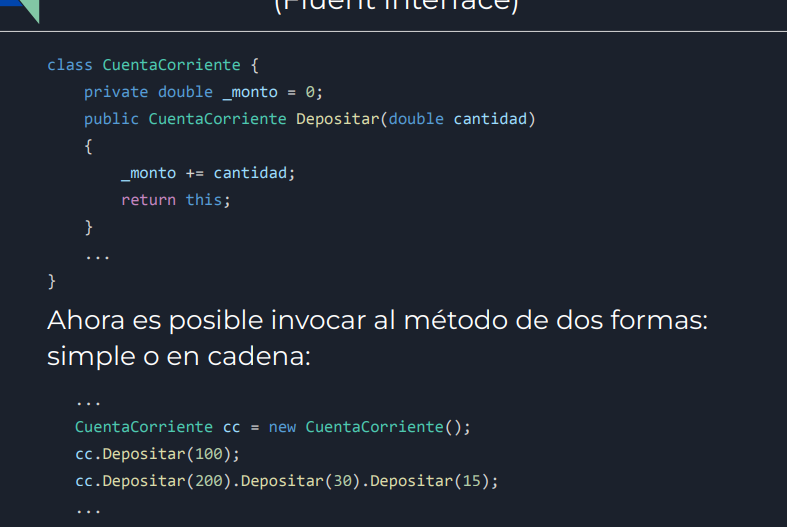 (Fluent Interface)
class CuentaCorriente {
    private double _monto = 0;
    public CuentaCorriente Depositar(double cantidad)
    {
        _monto += cantidad;
        return this;
    }
    ...
}
Ahora es posible invocar al método de dos formas:
simple o en cadena:
...
CuentaCorriente cc = new CuentaCorriente();
cc.Depositar(100);
cc.Depositar(200).Depositar(30).Depositar(15);
...